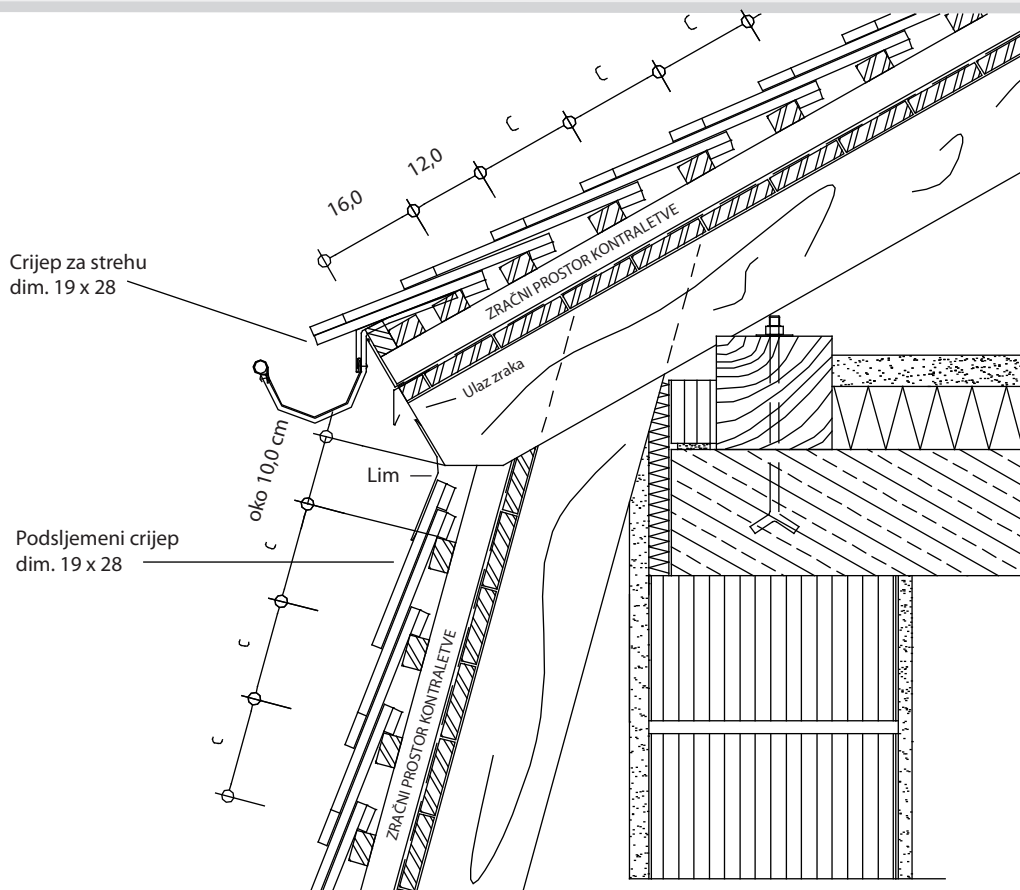 c
c
c
12,0
16,0
Crijep za strehu
dim. 19 x 28
ZRAČNI PROSTOR KONTRALETVE
Ulaz zraka
oko 10,0 cm
Lim
Podsljemeni crijep
dim. 19 x 28
c
c
c
ZRAČNI PROSTOR KONTRALETVE